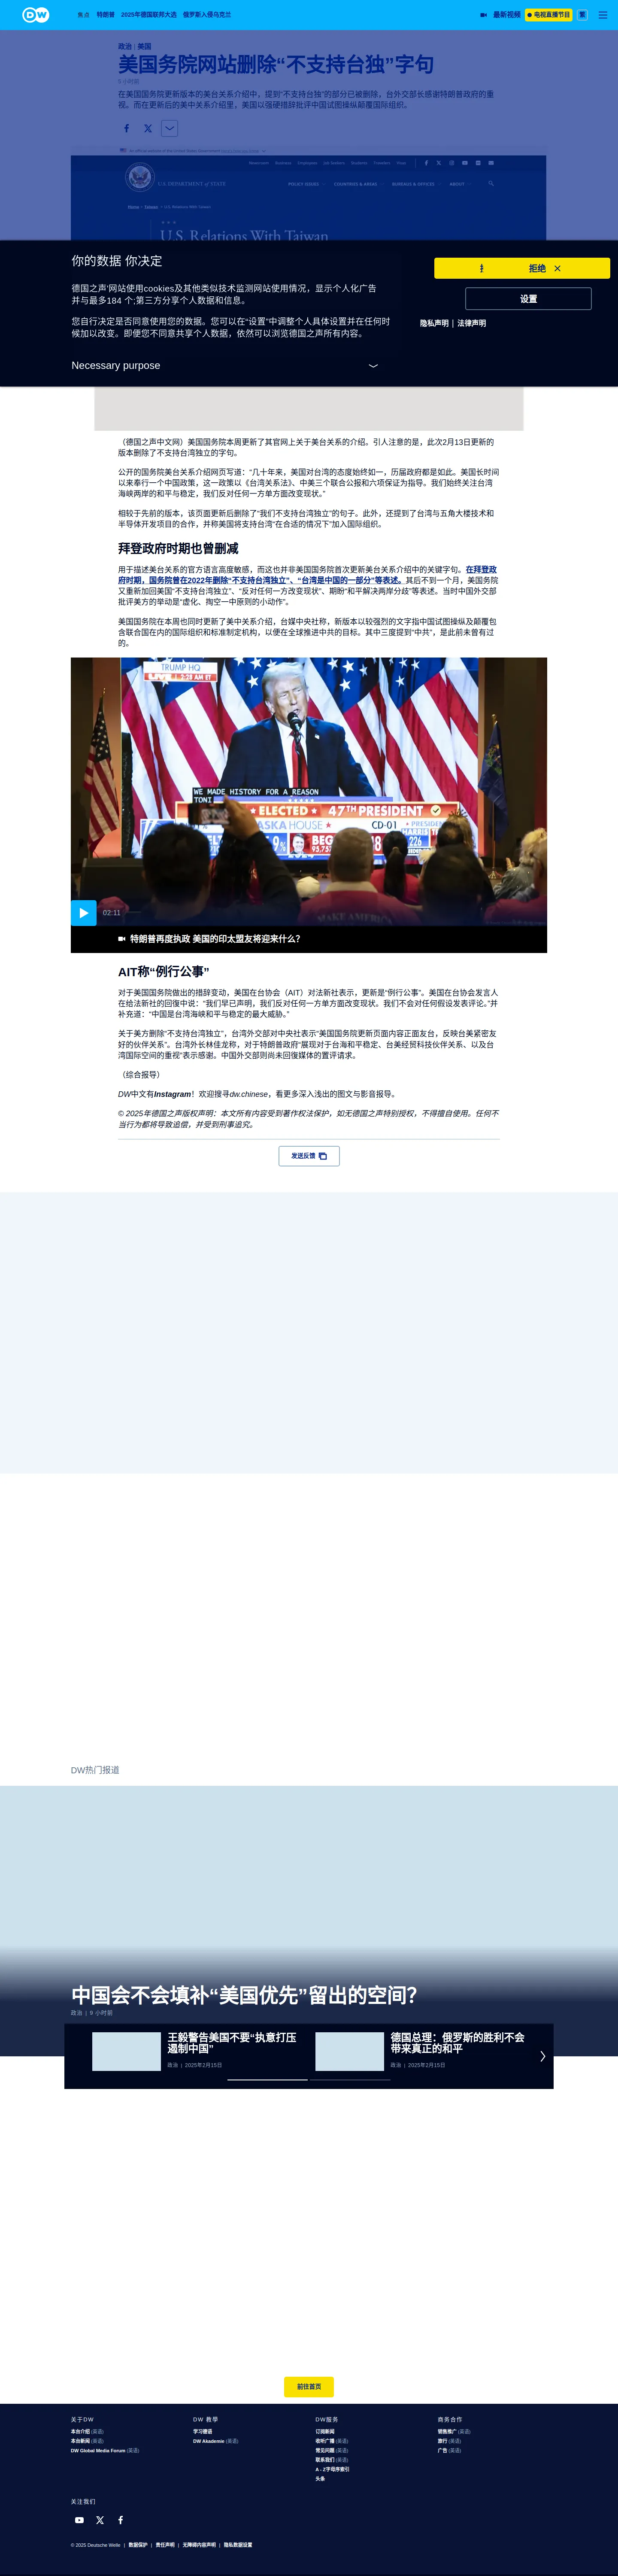 DW
焦点 特朗普 2025年德国联邦大选 俄罗斯入侵乌克兰
最新视频 电视直播节目 繁
政治 | 美国
美国务院网站删除“不支持台独”字句
6 小时前
在美国国务院更新版本的美台关系介绍中，提到“不支持台独”的部分已被删除，台外交部长感谢特朗普政府的重
视。而在更新后的美中关系介绍里，美国以强硬措辞批评中国试图操纵颠覆国际组织。
An official website of the United States Government
Newsroom Business Employees Job Seekers Students Travelers Visas
U.S. DEPARTMENT of STATE
POLICY ISSUES COUNTRIES & AREAS BUREAUS & OFFICES ABOUT
Home > Taiwan > U.S. Relations With Taiwan
U.S. Relations With Taiwan
你的数据 你决定
拒绝
德国之声‘网站使用cookies及其他类似技术监测网站使用情况，显示个人化广告
并与最多184 个;第三方分享个人数据和信息。
设置
您自行决定是否同意使用您的数据。您可以在“设置”中调整个人具体设置并在任何时
候加以改变。即便您不同意共享个人数据，依然可以浏览德国之声所有内容。
隐私声明 | 法律声明
Necessary purpose
（德国之声中文网）美国国务院本周更新了其官网上关于美台关系的介绍。引人注意的是，此次2月13日更新的
版本删除了不支持台湾独立的字句。
公开的国务院美台关系介绍网页写道：“几十年来，美国对台湾的态度始终如一，历届政府都是如此。美国长时间
以来奉行一个中国政策，这一政策以《台湾关系法》、中美三个联合公报和六项保证为指导。我们始终关注台湾
海峡两岸的和平与稳定，我们反对任何一方单方面改变现状。”
相较于先前的版本，该页面更新后删除了“我们不支持台湾独立”的句子。此外，还提到了台湾与五角大楼技术和
半导体开发项目的合作，并称美国将支持台湾“在合适的情况下”加入国际组织。
拜登政府时期也曾删减
用于描述美台关系的官方语言高度敏感，而这也并非美国国务院首次更新美台关系介绍中的关键字句。在拜登政
府时期，国务院曾在2022年删除“不支持台湾独立”、“台湾是中国的一部分”等表述。其后不到一个月，美国务院
又重新加回美国“不支持台湾独立”、“反对任何一方改变现状”、期盼“和平解决两岸分歧”等表述。当时中国外交部
批评美方的举动是“虚化、掏空一中原则的小动作”。
美国国务院在本周也同时更新了美中关系介绍，台媒中央社称，新版本以较强烈的文字指中国试图操纵及颠覆包
含联合国在内的国际组织和标准制定机构，以便在全球推进中共的目标。其中三度提到“中共”，是此前未曾有过
的。
TRUMP HQ
LIVE
WE MADE HISTORY FOR A REASON
TONI
ELECTED 47TH PRESIDENT
ASKA HOUSE CD-01
MAKE AMERICA
02:11
特朗普再度执政 美国的印太盟友将迎来什么？
AIT称“例行公事”
对于美国国务院做出的措辞变动，美国在台协会（AIT）对法新社表示，更新是“例行公事”。美国在台协会发言人
在给法新社的回復中说：“我们早已声明，我们反对任何一方单方面改变现状。我们不会对任何假设发表评论。”并
补充道：“中国是台湾海峡和平与稳定的最大威胁。”
关于美方删除“不支持台湾独立”，台湾外交部对中央社表示“美国国务院更新页面内容正面友台，反映台美紧密友
好的伙伴关系”。台湾外长林佳龙称，对于特朗普政府“展现对于台海和平稳定、台美经贸科技伙伴关系、以及台
湾国际空间的重视”表示感谢。中国外交部则尚未回復媒体的置评请求。
（综合报导）
DW中文有Instagram！欢迎搜寻dw.chinese，看更多深入浅出的图文与影音报导。
© 2025年德国之声版权声明：本文所有内容受到著作权法保护，如无德国之声特别授权，不得擅自使用。任何不
当行为都将导致追偿，并受到刑事追究。
发送反馈
DW热门报道
中国会不会填补“美国优先”留出的空间？
政治 | 9 小时前
王毅警告美国不要“执意打压
遏制中国”
政治 | 2025年2月15日
德国总理：俄罗斯的胜利不会
带来真正的和平
政治 | 2025年2月15日
前往首页
关于DW
本台介绍 (英语)
本台新闻 (英语)
DW Global Media Forum (英语)
DW 教學
学习德语
DW Akademie (英语)
DW服务
订阅新闻
收听广播 (英语)
常见问题 (英语)
联系我们 (英语)
A - Z字母序索引
头条
商务合作
销售推广 (英语)
旅行 (英语)
广告 (英语)
关注我们
© 2025 Deutsche Welle | 数据保护 | 责任声明 | 无障碍内容声明 | 隐私数据设置